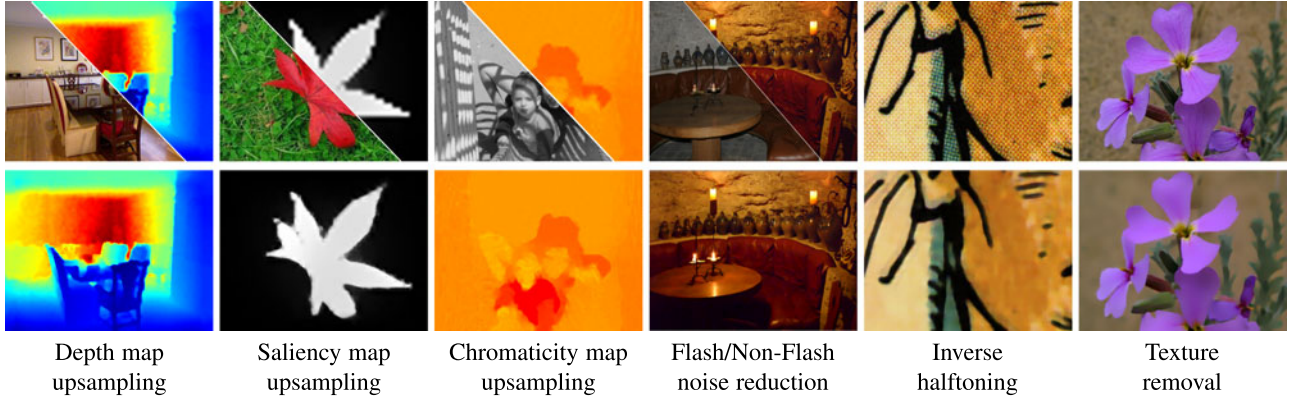 Depth map
upsampling
Saliency map
upsampling
Chromaticity map
upsampling
Flash/Non-Flash
noise reduction
Inverse
halftoning
Texture
removal